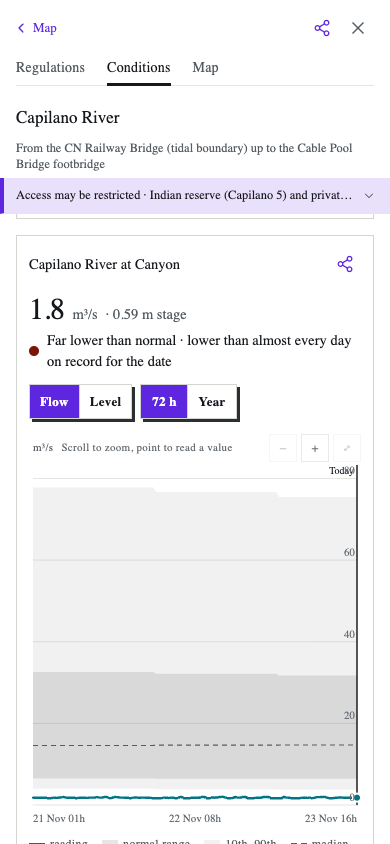 Map
Regulations Conditions Map
Capilano River
From the CN Railway Bridge (tidal boundary) up to the Cable Pool
Bridge footbridge
Access may be restricted · Indian reserve (Capilano 5) and privat…
Capilano River at Canyon
1.8 m³/s · 0.59 m stage
Far lower than normal · lower than almost every day
on record for the date
Flow Level 72 h Year
m³/s Scroll to zoom, point to read a value
Today
80
60
40
20
0
21 Nov 01h 22 Nov 08h 23 Nov 16h
reading normal range 10th–90th median